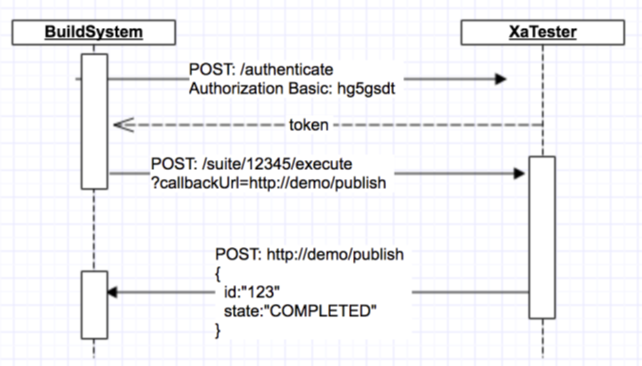 BuildSystem
XaTester
POST: /authenticate
Authorization Basic: hg5gsdt
token
POST: /suite/12345/execute
?callbackUrl=http://demo/publish
POST: http://demo/publish
{
id:"123"
state:"COMPLETED"
}